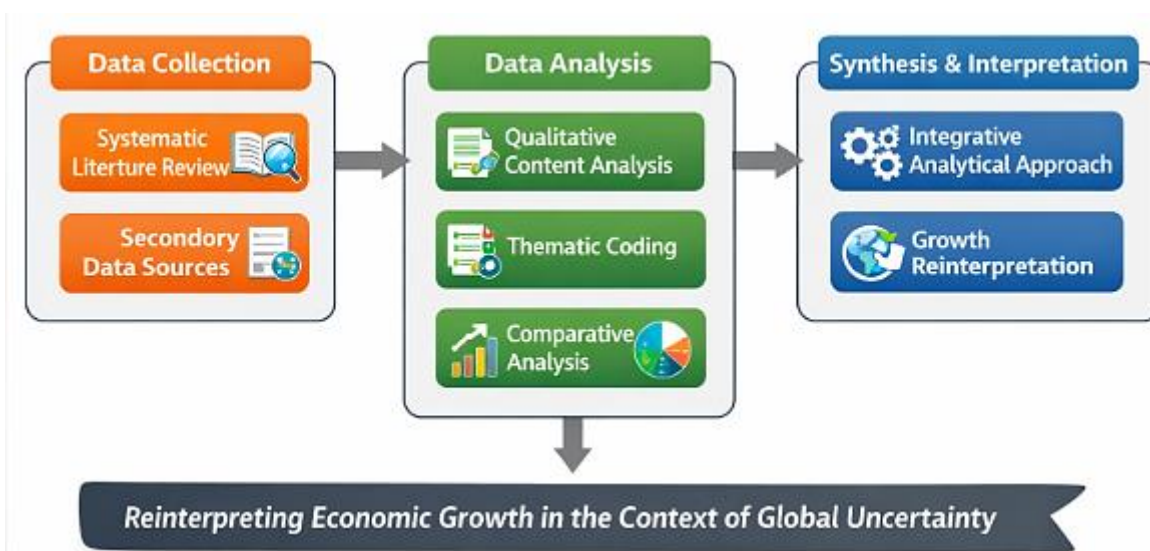 Data Collection
Systematic
Literture Review
Secondory
Data Sources
Data Analysis
Qualitative
Content Analysis
Thematic Coding
Comparative
Analysis
Synthesis & Interpretation
Integrative
Analytical Approach
Growth
Reinterpretation
Reinterpreting Economic Growth in the Context of Global Uncertainty